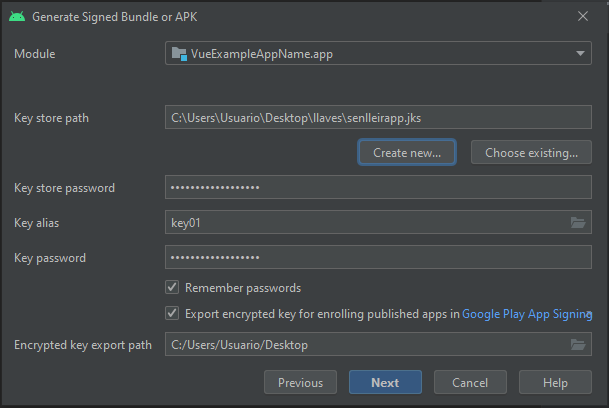 Generate Signed Bundle or APK
Module VueExampleAppName.app
Key store path C:\Users\Usuario\Desktop\llaves\senlleirapp.jks
Create new... Choose existing...
Key store password ••••••••••••••••••
Key alias key01
Key password ••••••••••••••••••
Remember passwords
Export encrypted key for enrolling published apps in Google Play App Signing
Encrypted key export path C:/Users/Usuario/Desktop
Previous Next Cancel Help